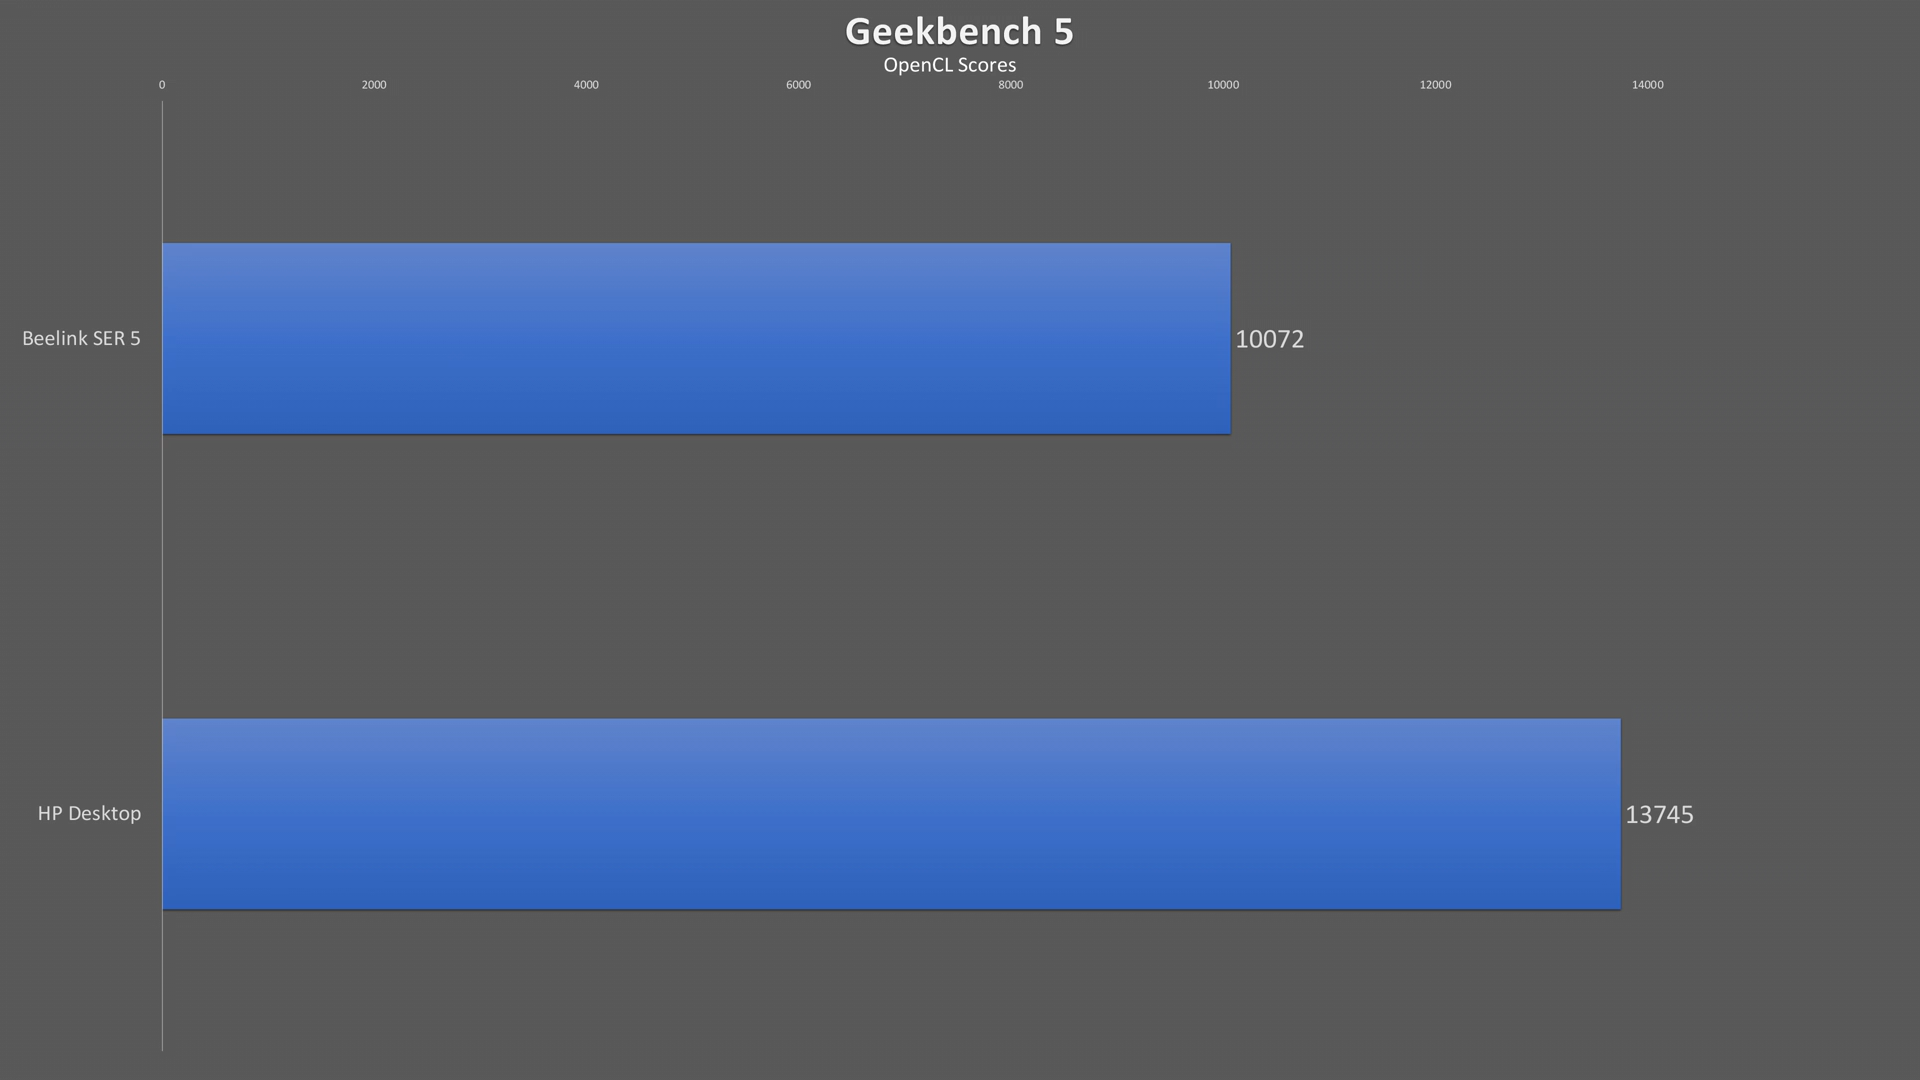 Geekbench 5
OpenCL Scores
0 2000 4000 6000 8000 10000 12000 14000
Beelink SER 5 10072
HP Desktop 13745